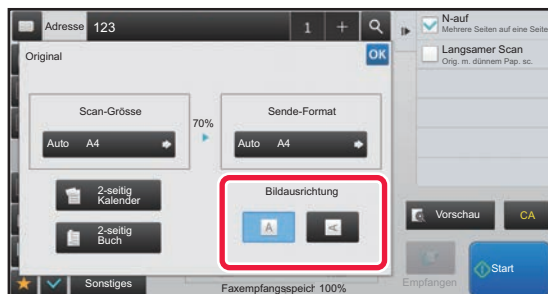 Adresse 123 1 +
N-auf
Mehrere Seiten auf eine Seite
Original OK
Langsamer Scan
Orig. m. dünnem Pap. sc.
Scan-Grösse
70%
Sende-Format
Auto A4
Auto A4
2-seitig
Kalender
Bildausrichtung
A A
2-seitig
Buch
Vorschau CA
Sonstiges
Faxempfangsspeich 100%
Empfangen
Start